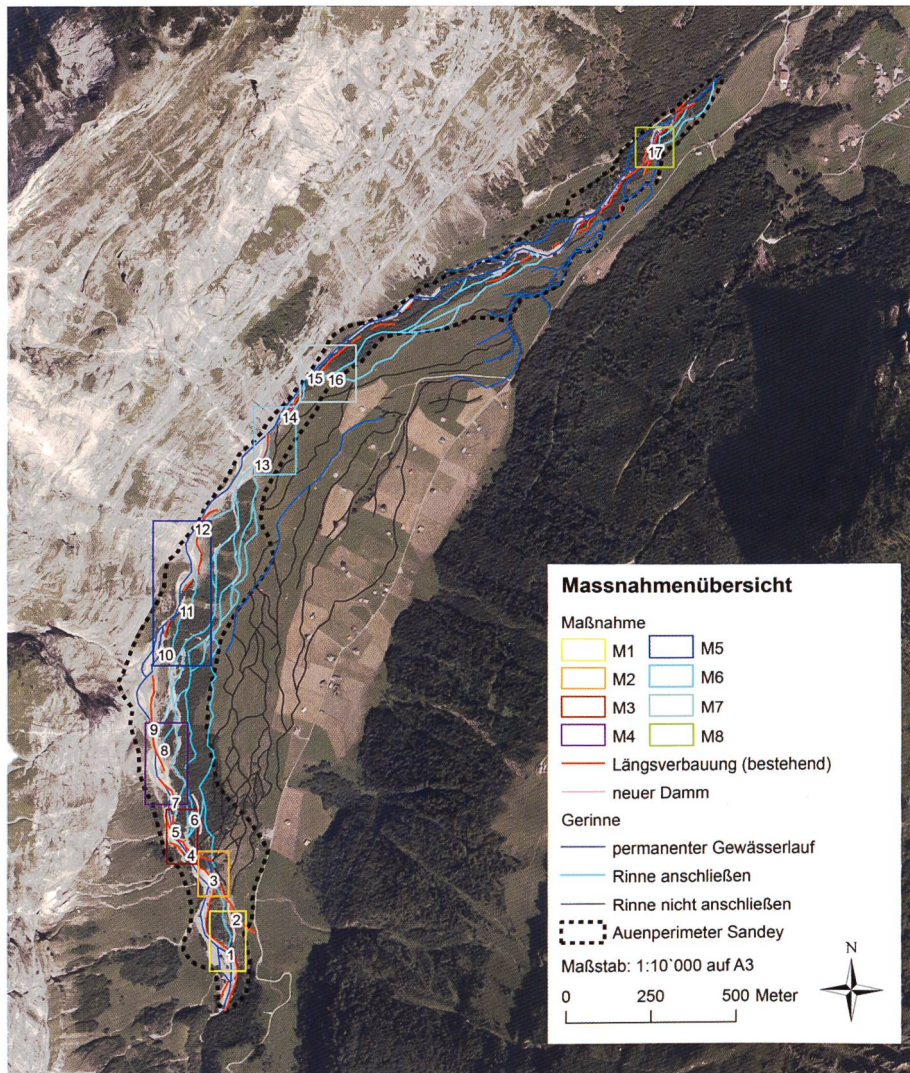 17
15
16
14
13
12
11
10
9
8
7
6
5
4
3
2
1
Massnahmenübersicht
Maßnahme
M1 M5
M2 M6
M3 M7
M4 M8
Längsverbauung (bestehend)
neuer Damm
Gerinne
permanenter Gewässerlauf
Rinne anschließen
Rinne nicht anschließen
Auenperimeter Sandey
Maßstab: 1:10`000 auf A3
N
0 250 500 Meter